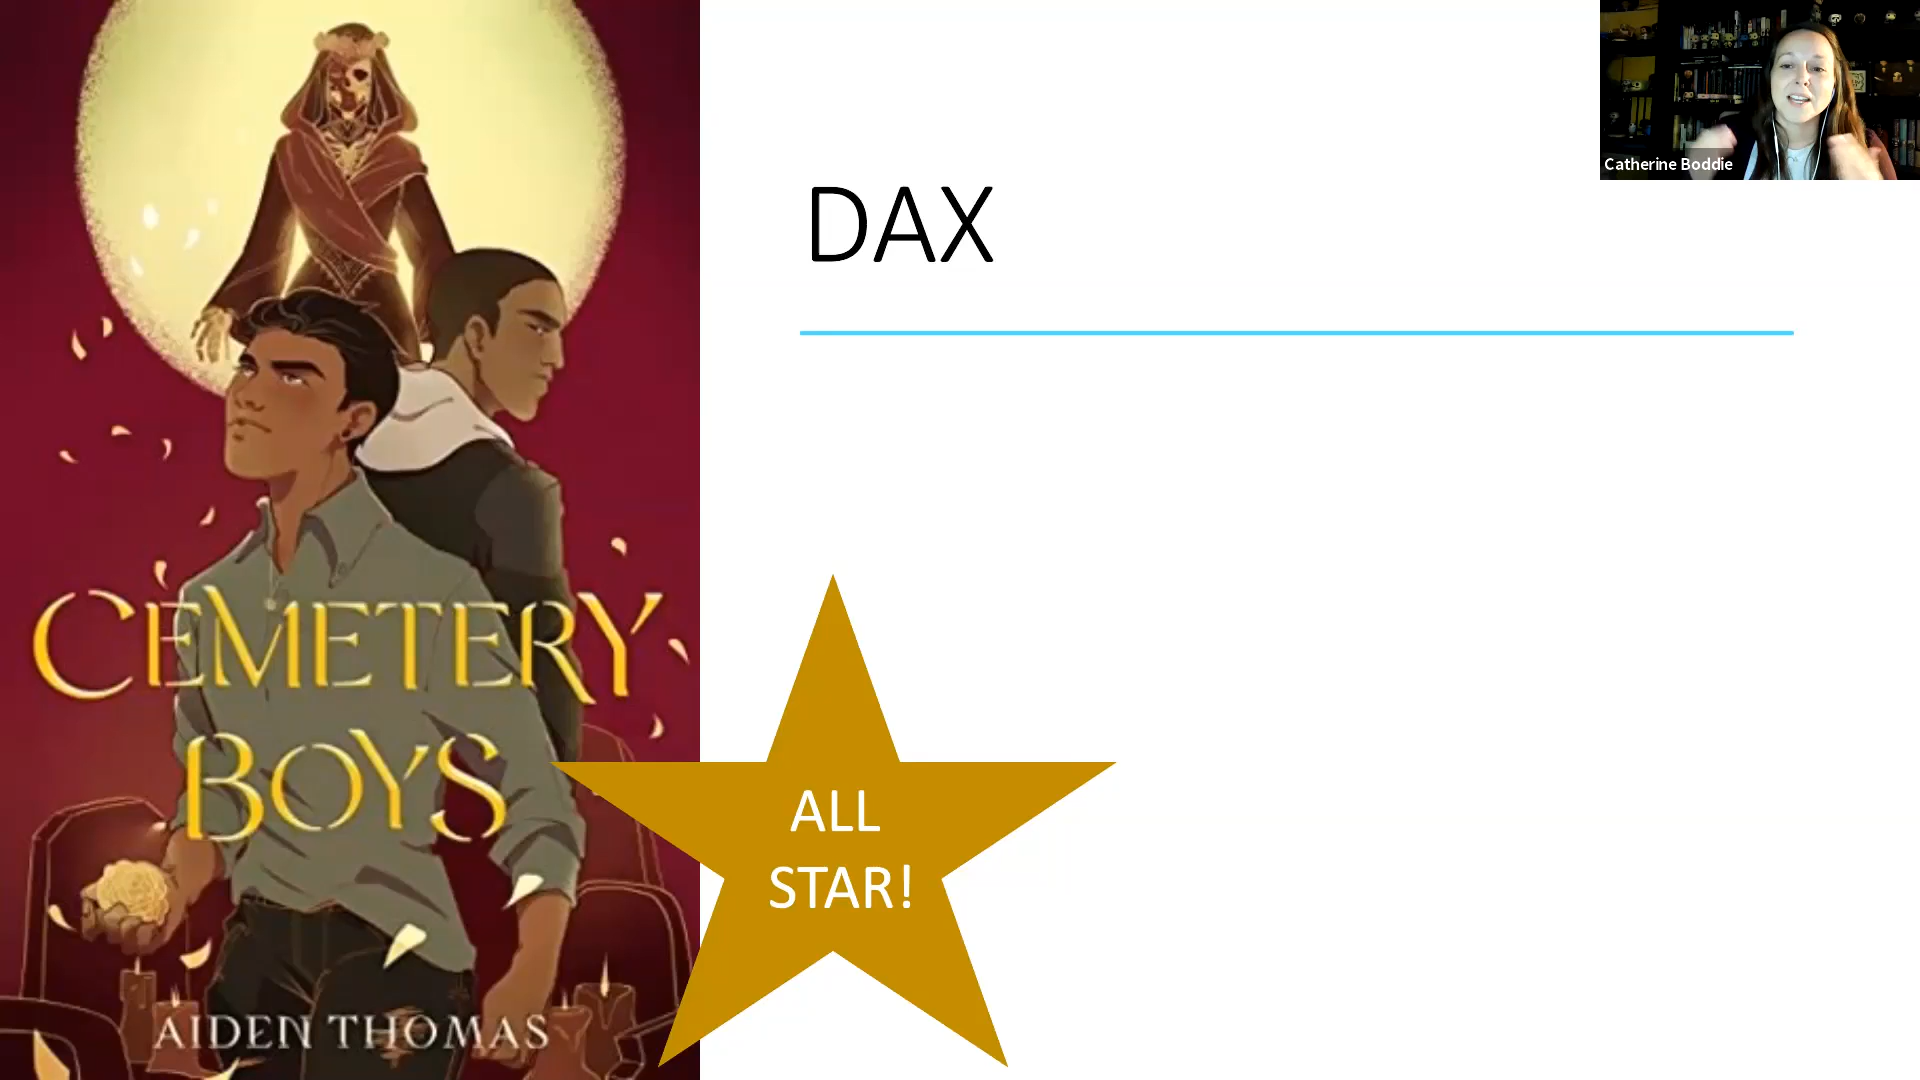 CEMETERY
BOYS
AIDEN THOMAS
DAX
ALL
STAR!
Catherine Boddie